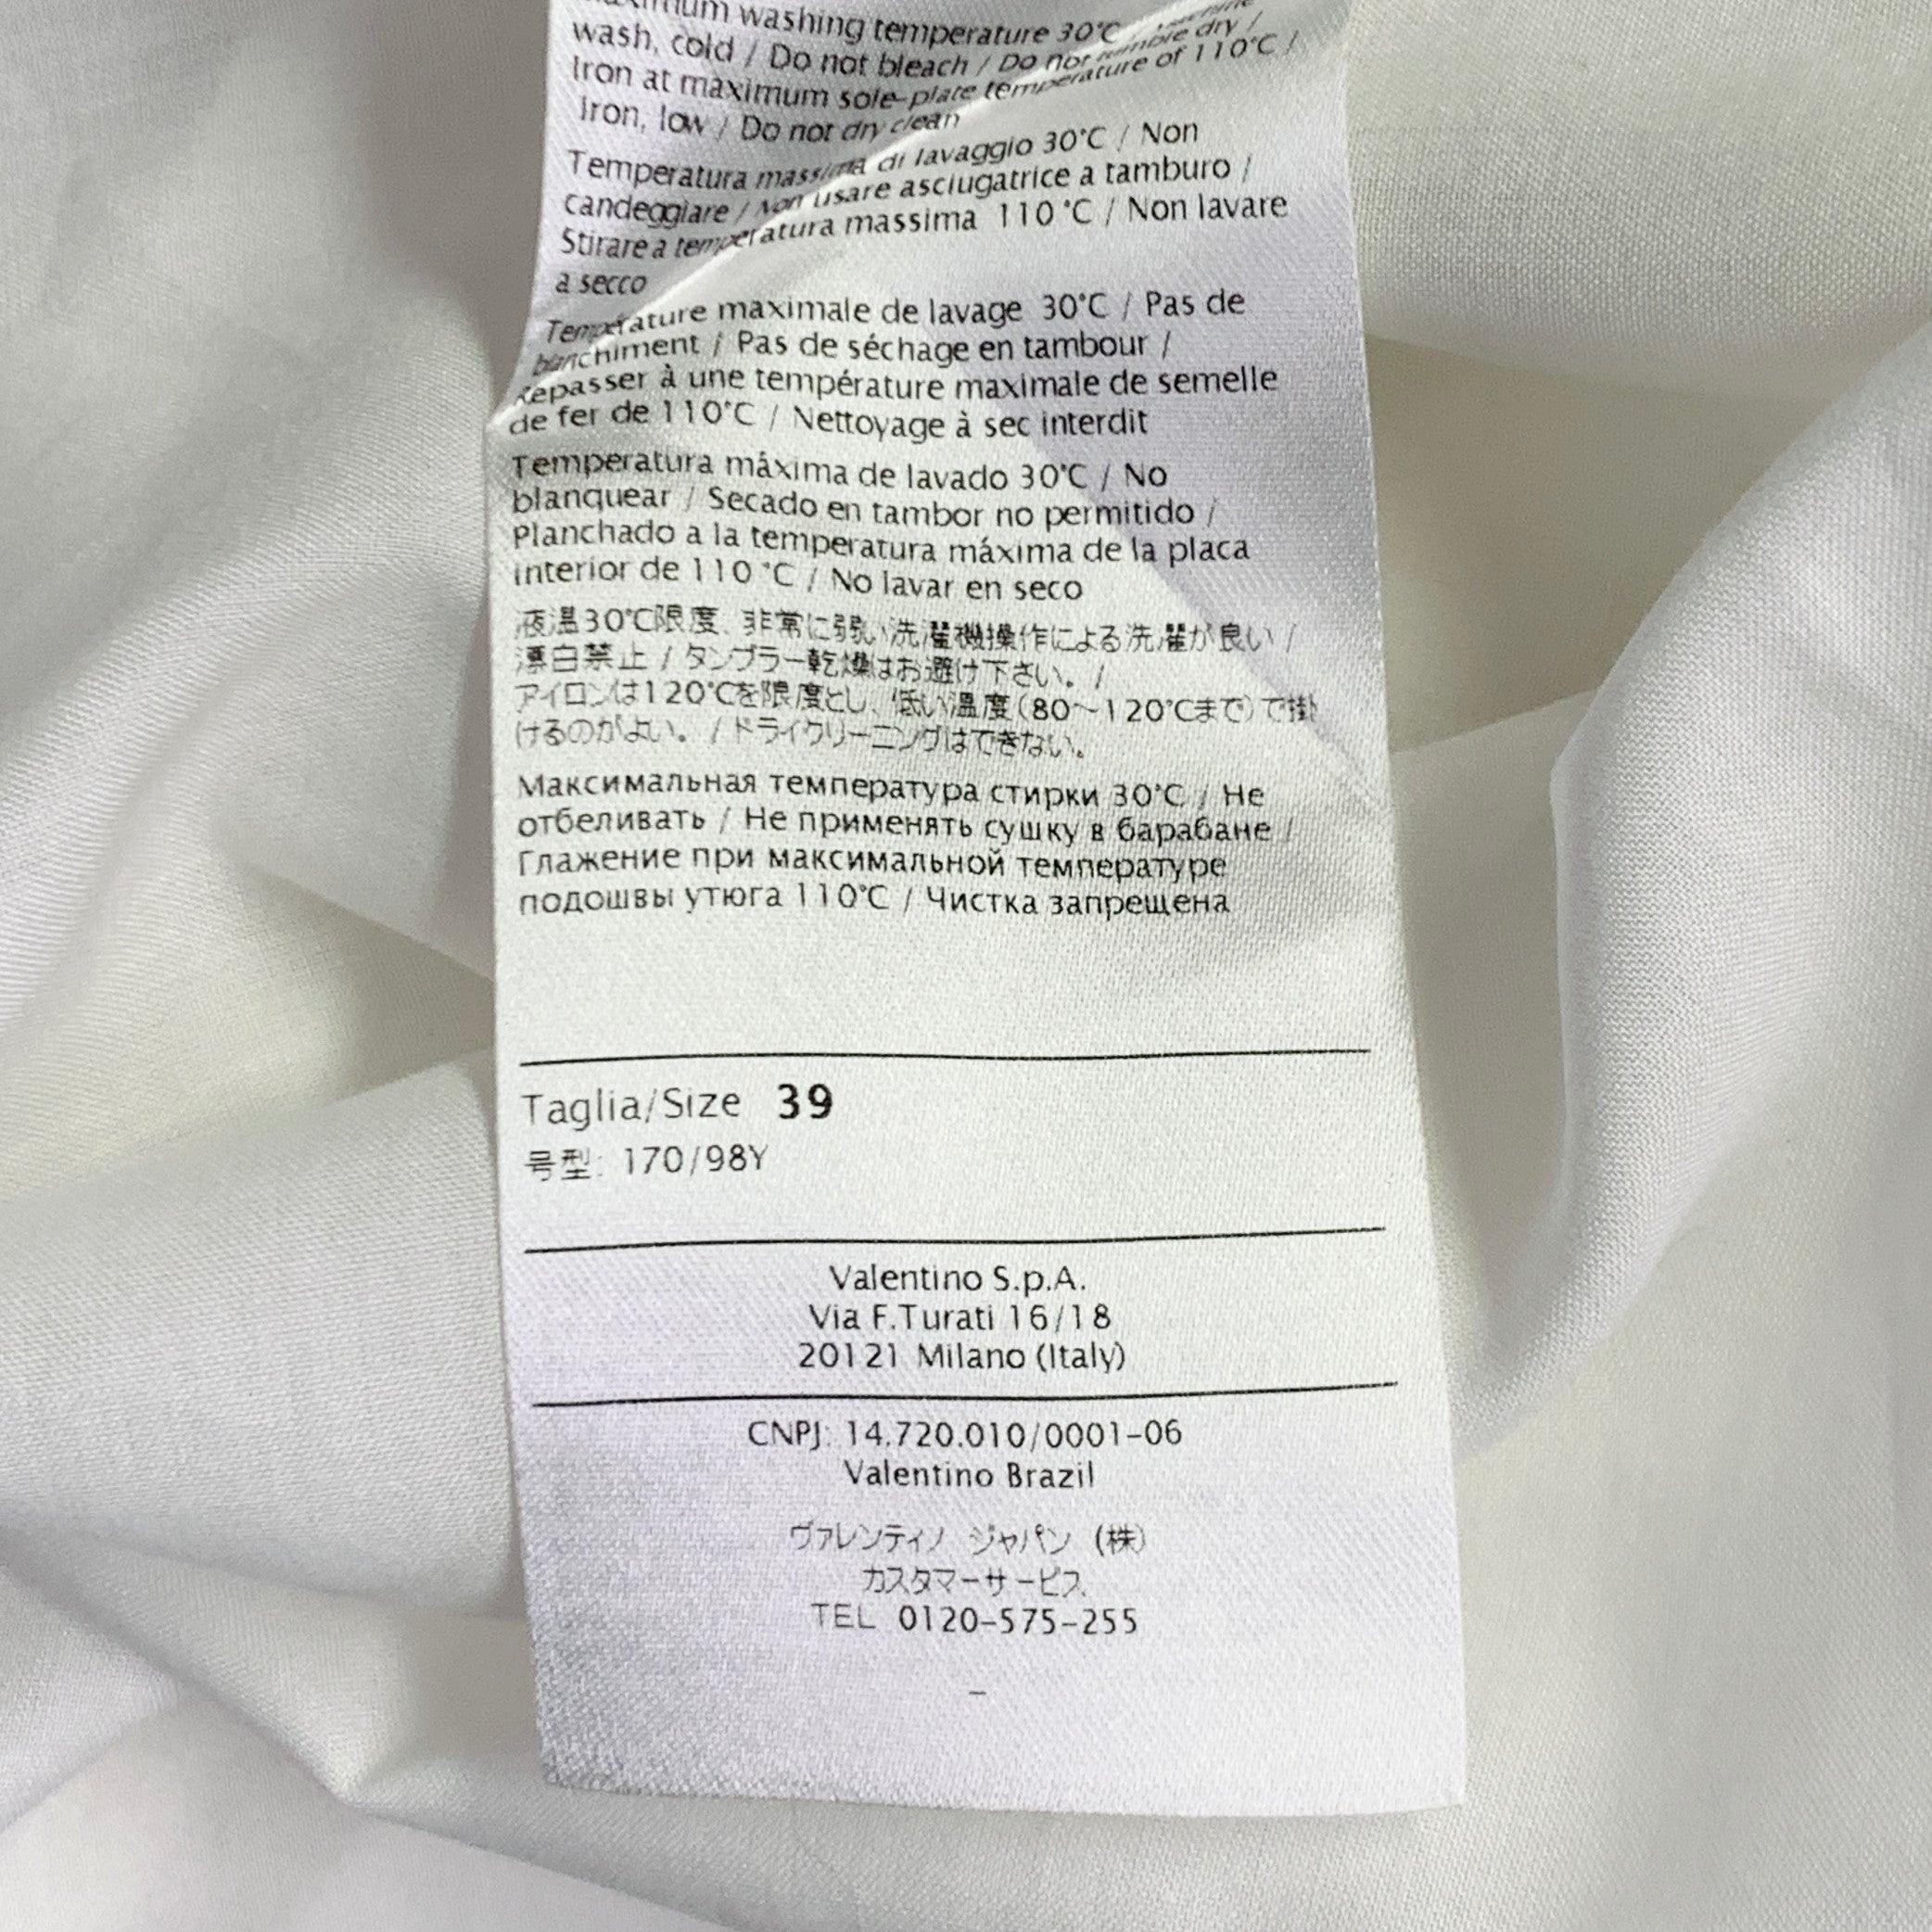 washing temperature 30°C /
wash, cold / Do not bleach / Do not tumble dry /
Iron at maximum sole-plate temperature of 110°C /
Iron, low / Do not dry clean
Temperatura massima di lavaggio 30°C / Non
candeggiare / Non usare asciugatrice a tamburo /
Stirare a temperatura massima 110 °C / Non lavare
a secco
Température maximale de lavage 30°C / Pas de
blanchiment / Pas de séchage en tambour /
Repasser à une température maximale de semelle
de fer de 110°C / Nettoyage à sec interdit
Temperatura máxima de lavado 30°C / No
blanquear / Secado en tambor no permitido /
Planchado a la temperatura máxima de la placa
interior de 110 °C / No lavar en seco
液温30℃限度、非常に弱い洗濯機操作による洗濯が良い /
漂白禁止 / タンブラー乾燥はお避け下さい。 /
アイロンは120℃を限度とし、低い温度(80〜120℃まで)で掛
けるのがよい。 / ドライクリーニングはできない。
Максимальная температура стирки 30°C / Не
отбеливать / Не применять сушку в барабане /
Глажение при максимальной температуре
подошвы утюга 110°C / Чистка запрещена
Taglia/Size 39
号型: 170/98Y
Valentino S.p.A.
Via F.Turati 16/18
20121 Milano (Italy)
CNPJ: 14.720.010/0001-06
Valentino Brazil
ヴァレンティノ ジャパン (株)
カスタマーサービス
TEL 0120-575-255
–